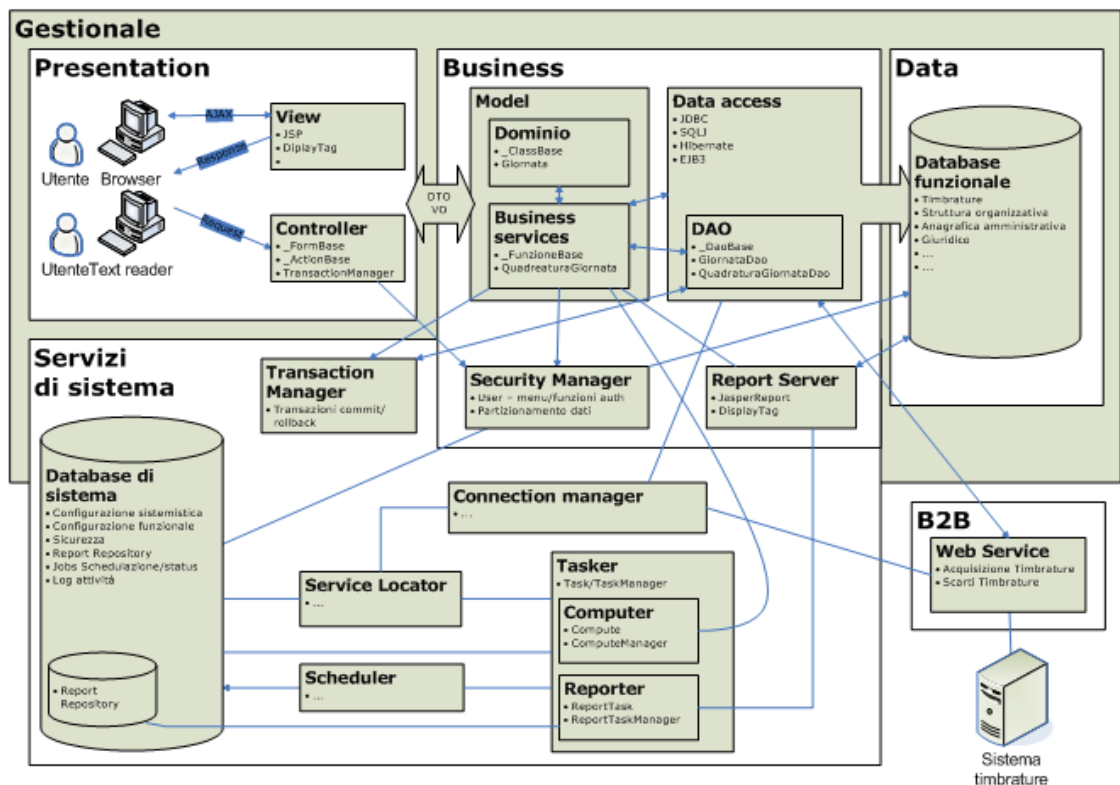 Gestionale
Presentation
AJAX
View
• JSP
• DiplayTag
•
Response
Utente
Browser
Request
Utente
Text reader
Controller
• _FormBase
• _ActionBase
• TransactionManager
DTO
VO
Business
Model
Dominio
• _ClassBase
• Giornata
Business
services
• _FunzioneBase
• QuadreaturaGiornata
Data access
• JDBC
• SQLJ
• Hibernate
• EJB3
DAO
• _DaoBase
• GiornataDao
• QuadraturaGiornataDao
Data
Database
funzionale
• Timbrature
• Struttura organizzativa
• Anagrafica amministrativa
• Giuridico
• ...
• ...
Servizi
di sistema
Transaction
Manager
• Transazioni commit/
rollback
Security Manager
• User – menu/funzioni auth
• Partizionamento dati
Report Server
• JasperReport
• DisplayTag
Database di
sistema
• Configurazione sistemistica
• Configurazione funzionale
• Sicurezza
• Report Repository
• Jobs Schedulazione/status
• Log attività
• Report
Repository
Connection manager
• ...
Service Locator
• ...
Scheduler
• ...
Tasker
• Task/TaskManager
Computer
• Compute
• ComputeManager
Reporter
• ReportTask
• ReportTaskManager
B2B
Web Service
• Acquisizione Timbrature
• Scarti Timbrature
Sistema
timbrature